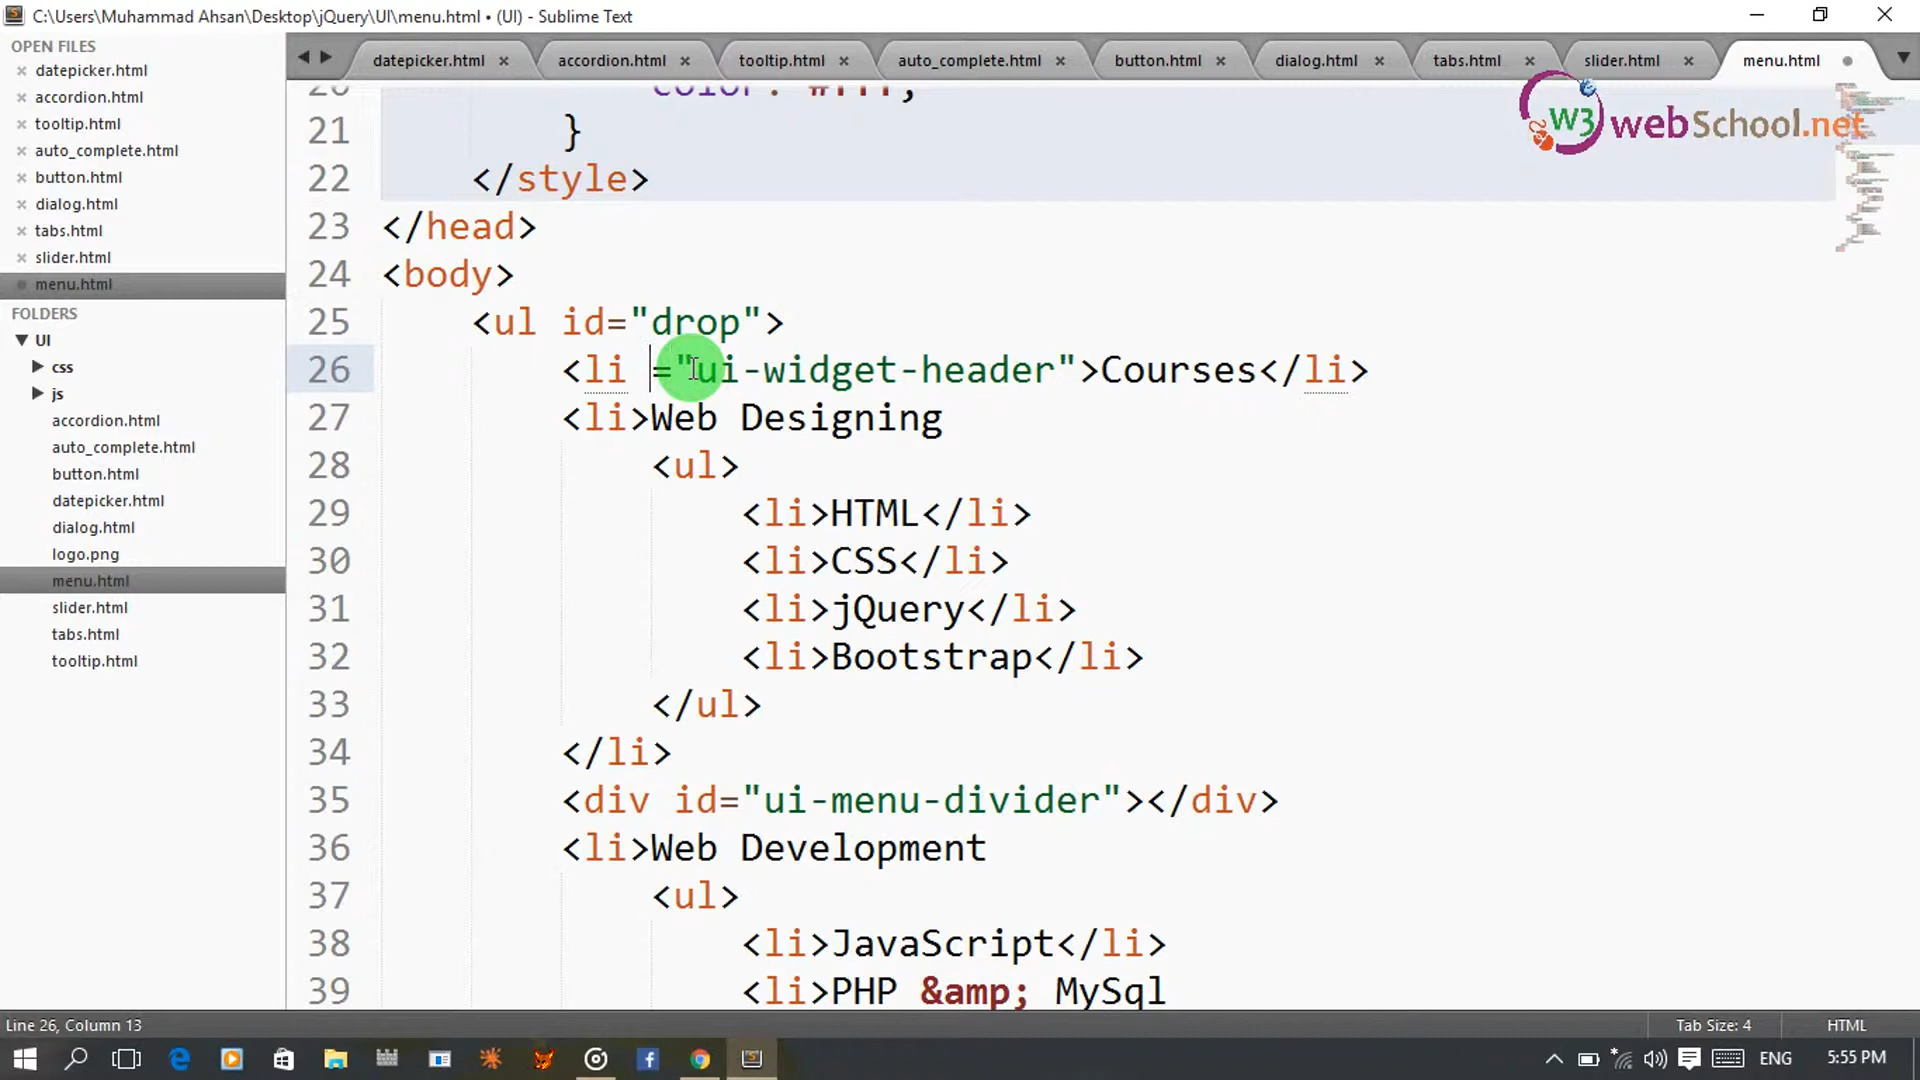 C:\Users\Muhammad Ahsan\Desktop\jQuery\UI\menu.html • (UI) - Sublime Text
OPEN FILES
datepicker.html
accordion.html
tooltip.html
auto_complete.html
button.html
dialog.html
tabs.html
slider.html
menu.html
FOLDERS
UI
css
js
accordion.html
auto_complete.html
button.html
datepicker.html
dialog.html
logo.png
menu.html
slider.html
tabs.html
tooltip.html
datepicker.html accordion.html tooltip.html auto_complete.html button.html dialog.html tabs.html slider.html menu.html
W3 webSchool.net
20 color: #fff;
21 }
22 </style>
23 </head>
24 <body>
25 <ul id="drop">
26 <li ="ui-widget-header">Courses</li>
27 <li>Web Designing
28 <ul>
29 <li>HTML</li>
30 <li>CSS</li>
31 <li>jQuery</li>
32 <li>Bootstrap</li>
33 </ul>
34 </li>
35 <div id="ui-menu-divider"></div>
36 <li>Web Development
37 <ul>
38 <li>JavaScript</li>
39 <li>PHP &amp; MySql
Line 26, Column 13 Tab Size: 4 HTML
ENG 5:55 PM